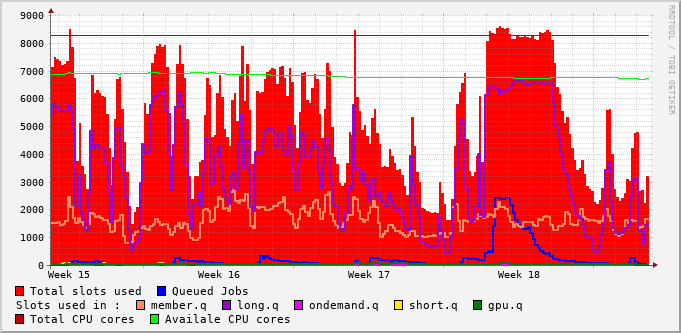 9000
8000
7000
6000
5000
4000
3000
2000
1000
0
Week 15 Week 16 Week 17 Week 18
RRDTOOL / TOBI OETIKER
Total slots used Queued Jobs
Slots used in : member.q long.q ondemand.q short.q gpu.q
Total CPU cores Availale CPU cores